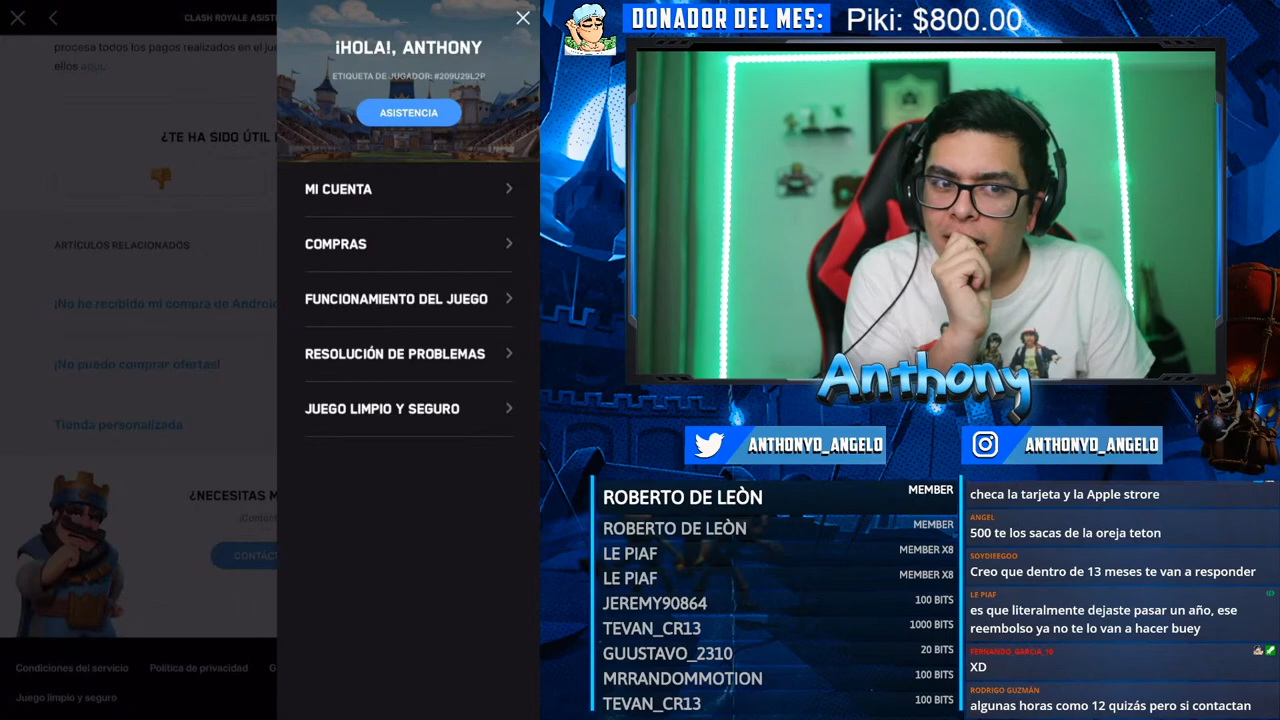 CLASH ROYALE ASIST
procesa todos los pagos realizados en el jue
ellos aquí.
¿TE HA SIDO ÚTIL
ARTÍCULOS RELACIONADOS
¡No he recibido mi compra de Androi
¡No puedo comprar ofertas!
Tienda personalizada
¿NECESITAS M
¡Contác
CONTAC
Condiciones del servicio
Política de privacidad
G
Juego limpio y seguro
¡HOLA!, ANTHONY
ETIQUETA DE JUGADOR: #209U29L2P
ASISTENCIA
MI CUENTA
COMPRAS
FUNCIONAMIENTO DEL JUEGO
RESOLUCIÓN DE PROBLEMAS
JUEGO LIMPIO Y SEGURO
DONADOR DEL MES: Piki: $800.00
Anthony
ANTHONYD_ANGELO
ANTHONYD_ANGELO
ROBERTO DE LEÒN MEMBER
ROBERTO DE LEÒN MEMBER
LE PIAF MEMBER X8
LE PIAF MEMBER X8
JEREMY90864 100 BITS
TEVAN_CR13 1000 BITS
GUUSTAVO_2310 20 BITS
MRRANDOMMOTION 100 BITS
TEVAN_CR13 100 BITS
checa la tarjeta y la Apple strore
ANGEL
500 te los sacas de la oreja teton
SOYDIEEGOO
Creo que dentro de 13 meses te van a responder
LE PIAF
es que literalmente dejaste pasar un año, ese
reembolso ya no te lo van a hacer buey
FERNANDO_GARCIA_10
XD
RODRIGO GUZMÁN
algunas horas como 12 quizás pero si contactan